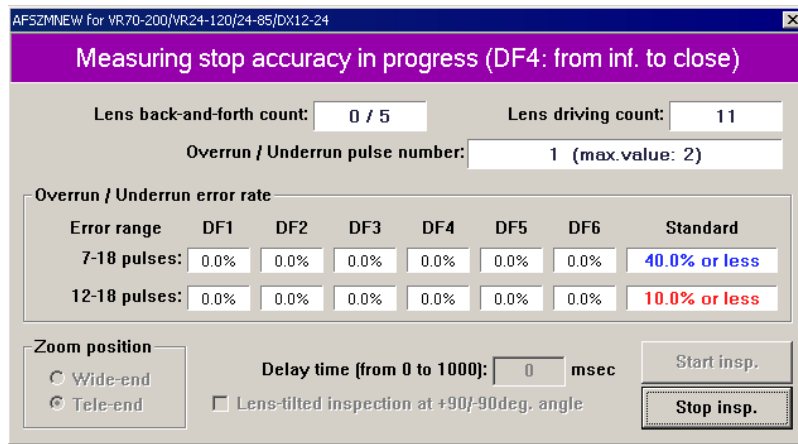 AFSZMNEW for VR70-200/VR24-120/24-85/DX12-24
Measuring stop accuracy in progress (DF4: from inf. to close)
Lens back-and-forth count: 0 / 5 Lens driving count: 11
Overrun / Underrun pulse number: 1 (max.value: 2)
Overrun / Underrun error rate
Error range DF1 DF2 DF3 DF4 DF5 DF6 Standard
7-18 pulses: 0.0% 0.0% 0.0% 0.0% 0.0% 0.0% 40.0% or less
12-18 pulses: 0.0% 0.0% 0.0% 0.0% 0.0% 0.0% 10.0% or less
Zoom position
Wide-end
Tele-end
Delay time (from 0 to 1000): 0 msec
Lens-tilted inspection at +90/-90deg. angle
Start insp.
Stop insp.